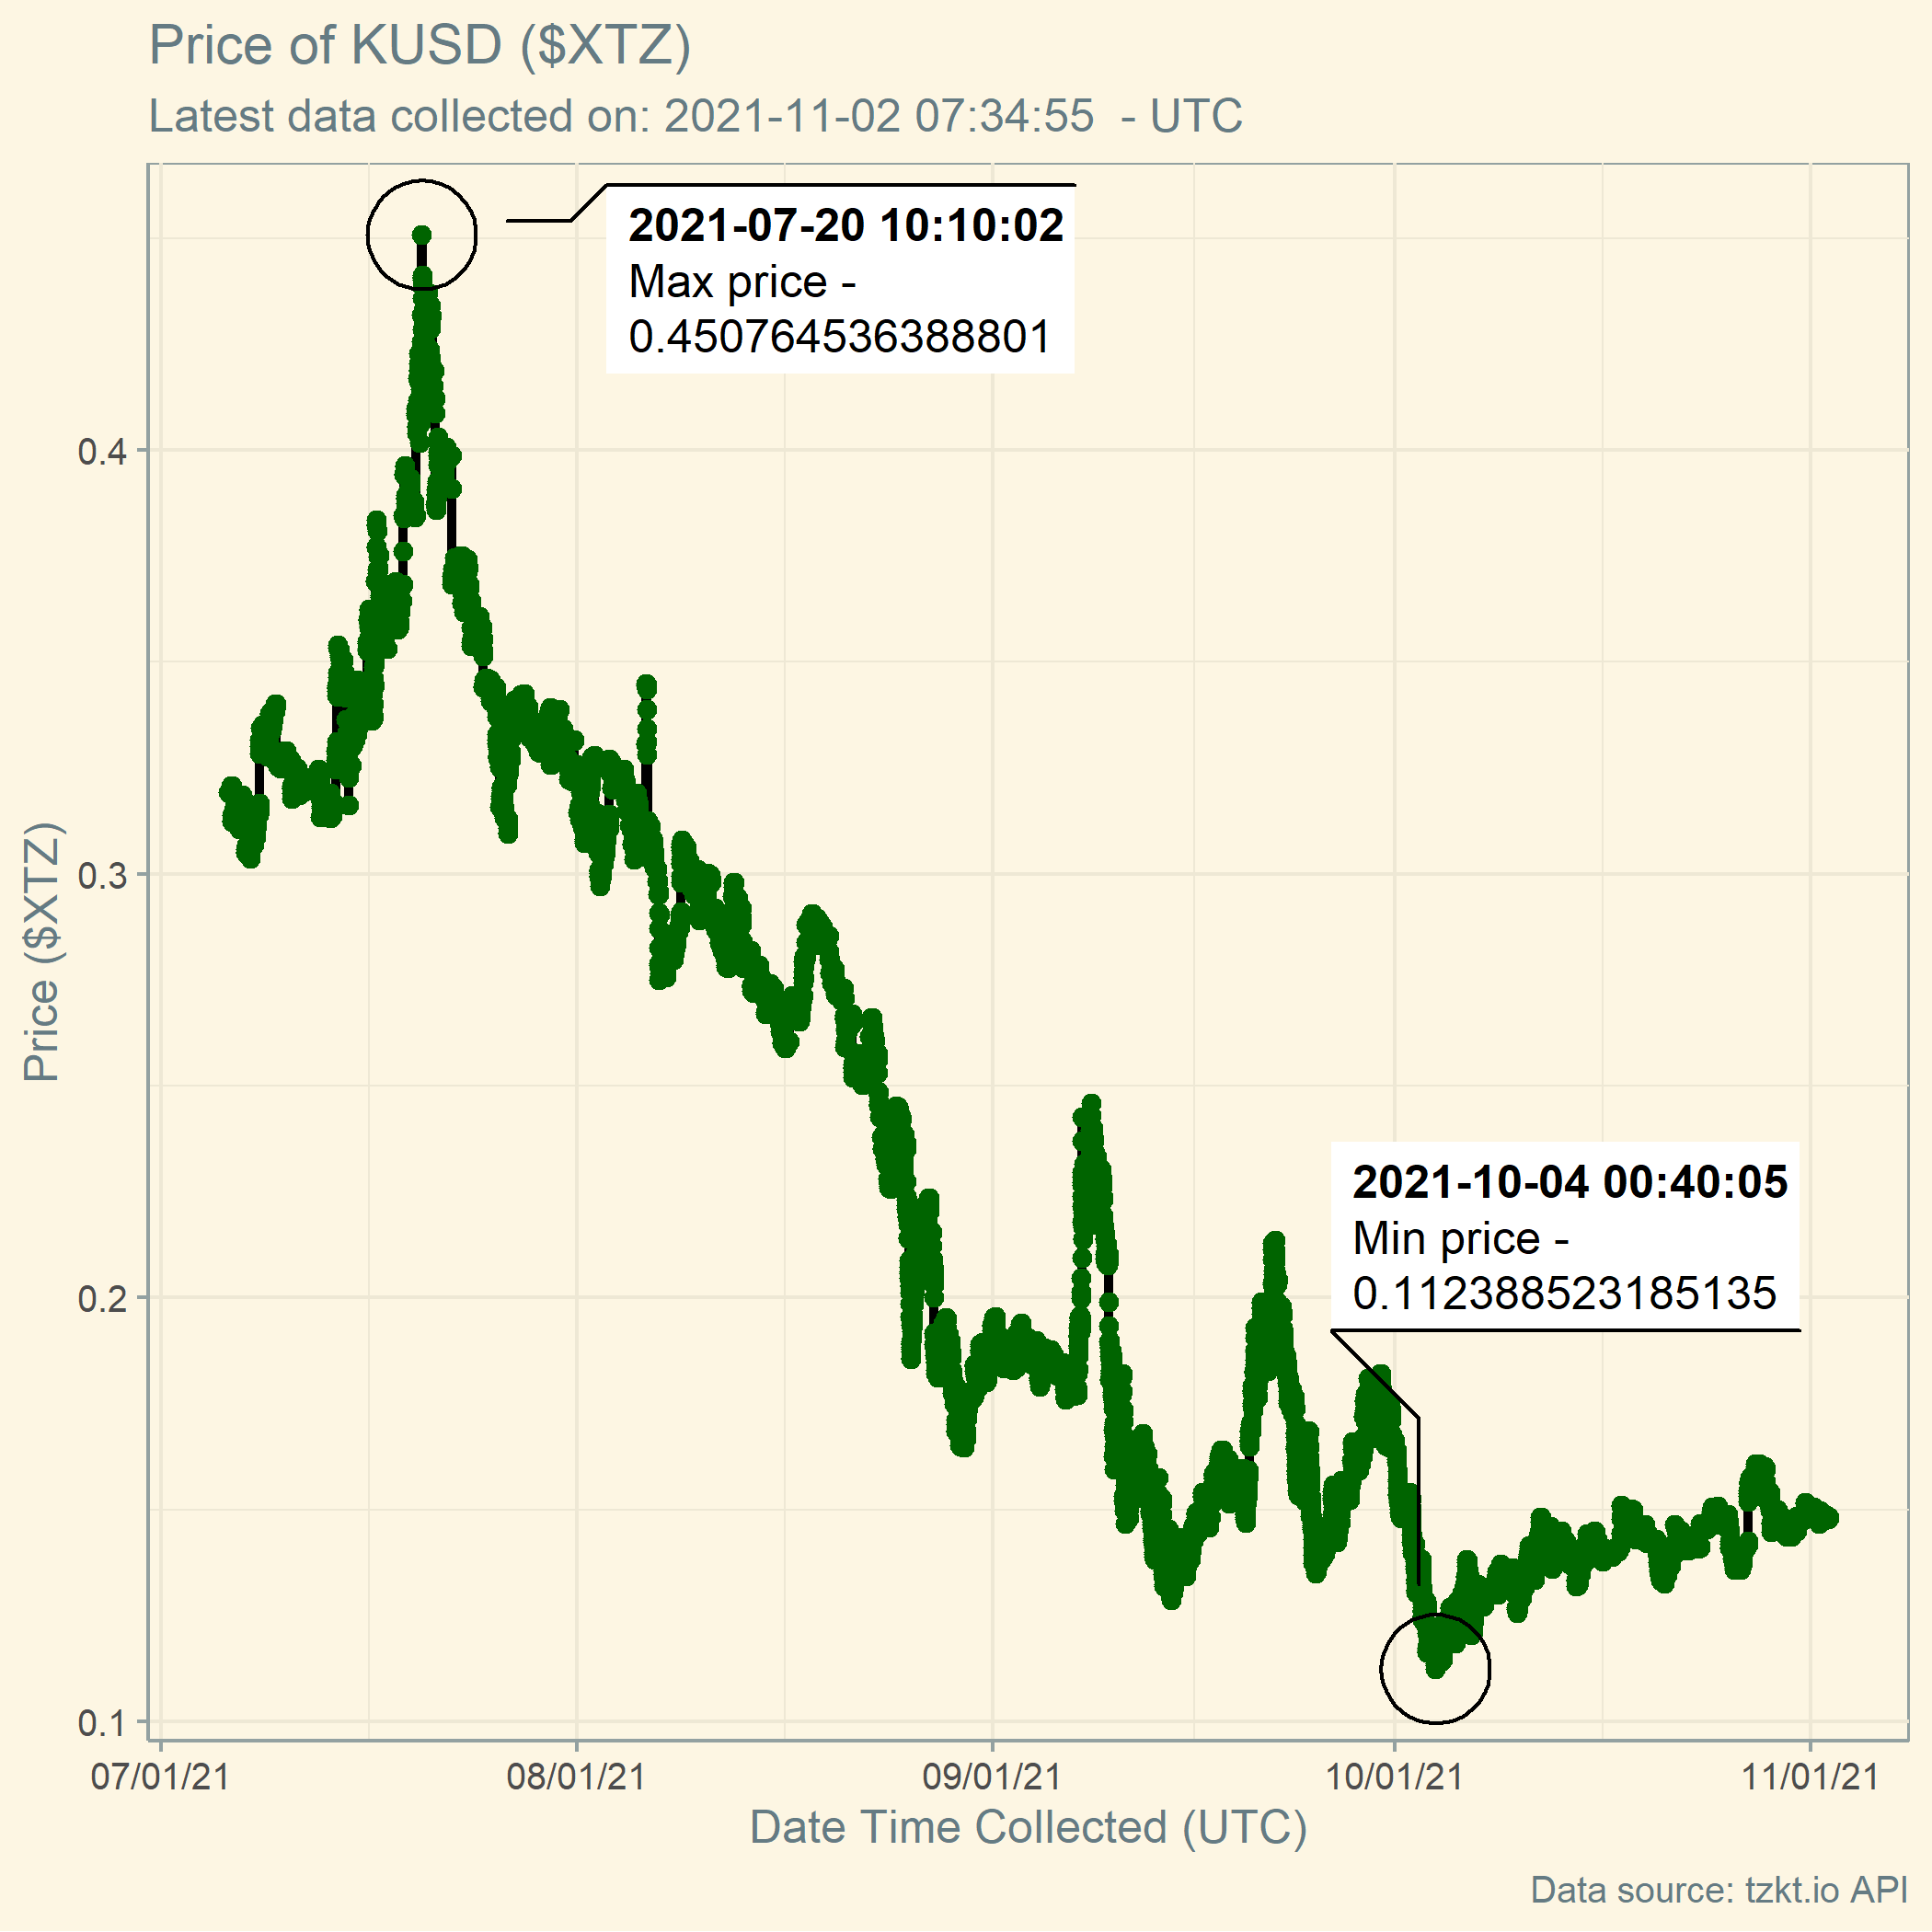 Price of KUSD ($XTZ)
Latest data collected on: 2021-11-02 07:34:55  - UTC
2021-07-20 10:10:02
Max price -
0.450764536388801
0.4
0.3
0.2
0.1
Price ($XTZ)
2021-10-04 00:40:05
Min price -
0.112388523185135
07/01/21
08/01/21
09/01/21
10/01/21
11/01/21
Date Time Collected (UTC)
Data source: tzkt.io API